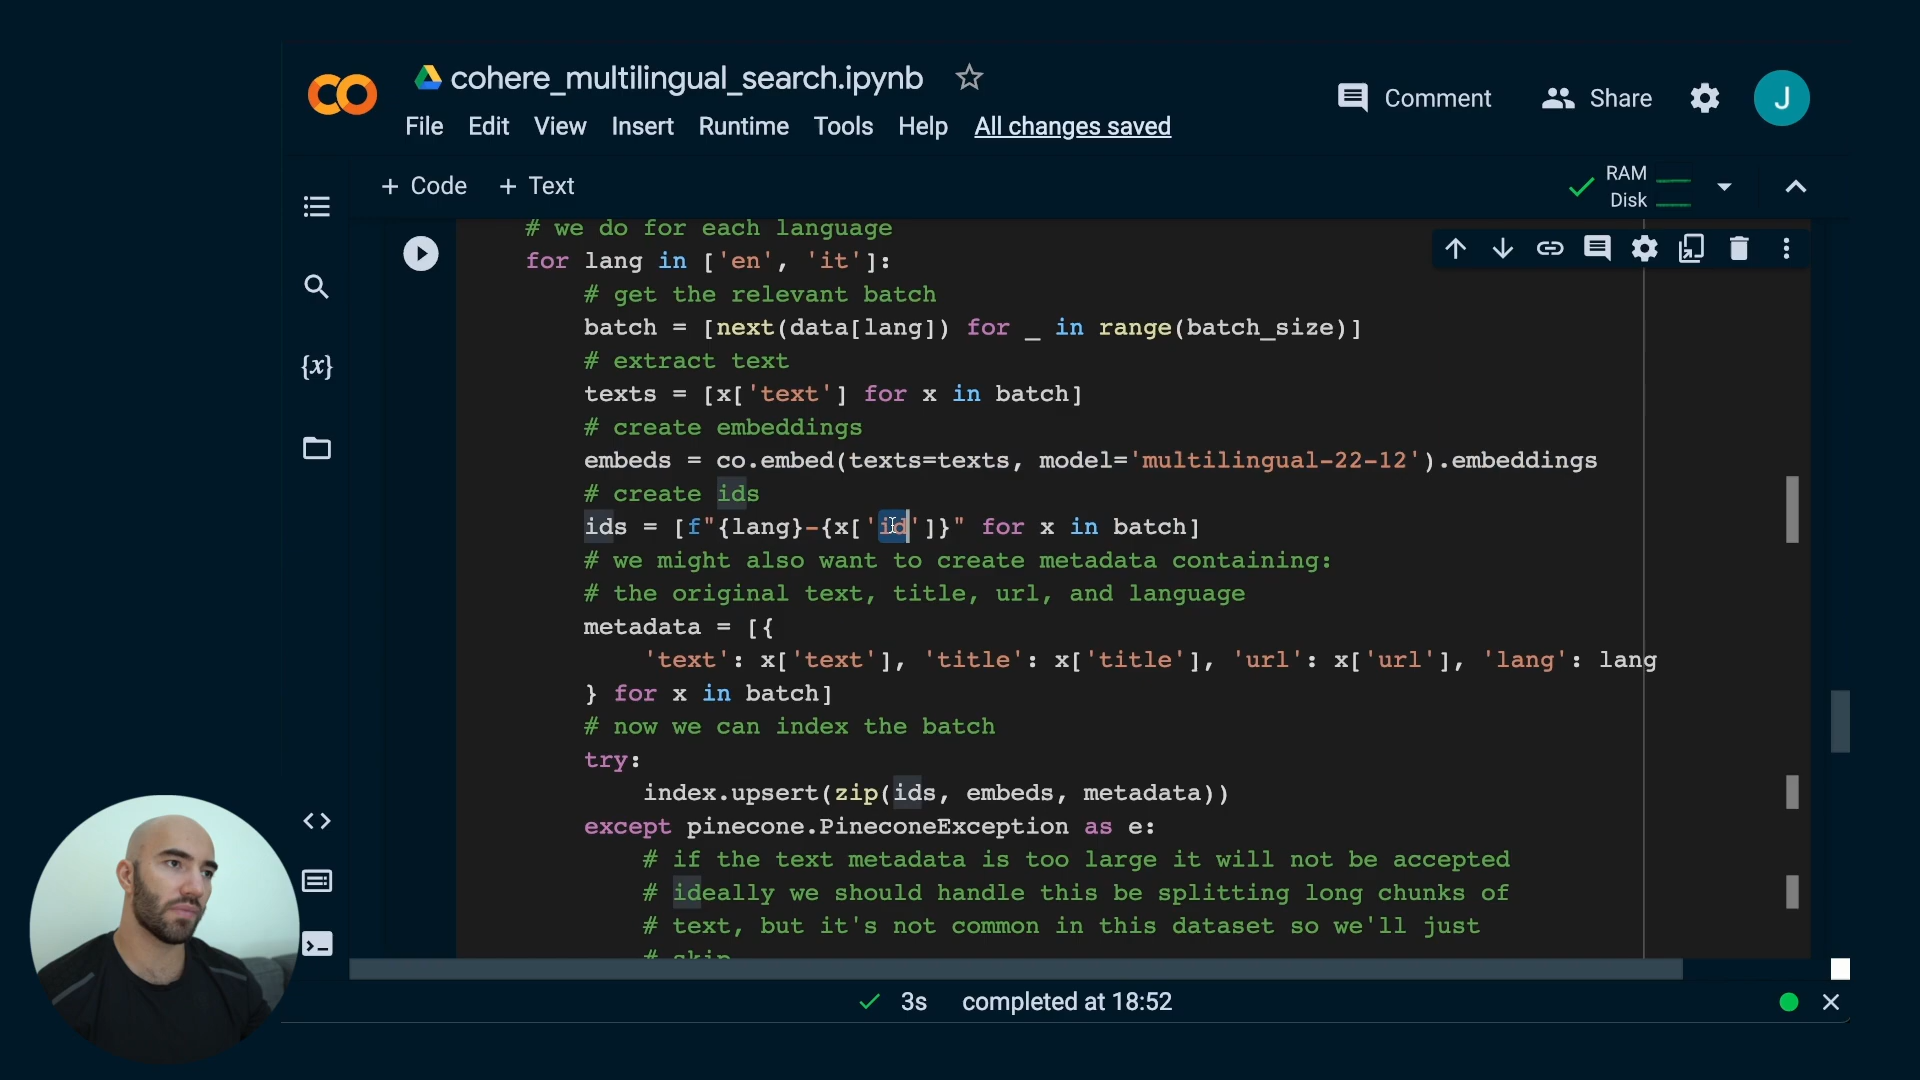 cohere_multilingual_search.ipynb
Comment
Share
J
File Edit View Insert Runtime Tools Help All changes saved
+ Code + Text
RAM
Disk
# we do for each language
for lang in ['en', 'it']:
# get the relevant batch
batch = [next(data[lang]) for _ in range(batch_size)]
# extract text
{x}
texts = [x['text'] for x in batch]
# create embeddings
embeds = co.embed(texts=texts, model='multilingual-22-12').embeddings
# create ids
ids = [f"{lang}-{x['id']}" for x in batch]
# we might also want to create metadata containing:
# the original text, title, url, and language
metadata = [{
'text': x['text'], 'title': x['title'], 'url': x['url'], 'lang': lang
} for x in batch]
# now we can index the batch
try:
index.upsert(zip(ids, embeds, metadata))
except pinecone.PineconeException as e:
# if the text metadata is too large it will not be accepted
# ideally we should handle this be splitting long chunks of
# text, but it's not common in this dataset so we'll just
# skip
3s completed at 18:52